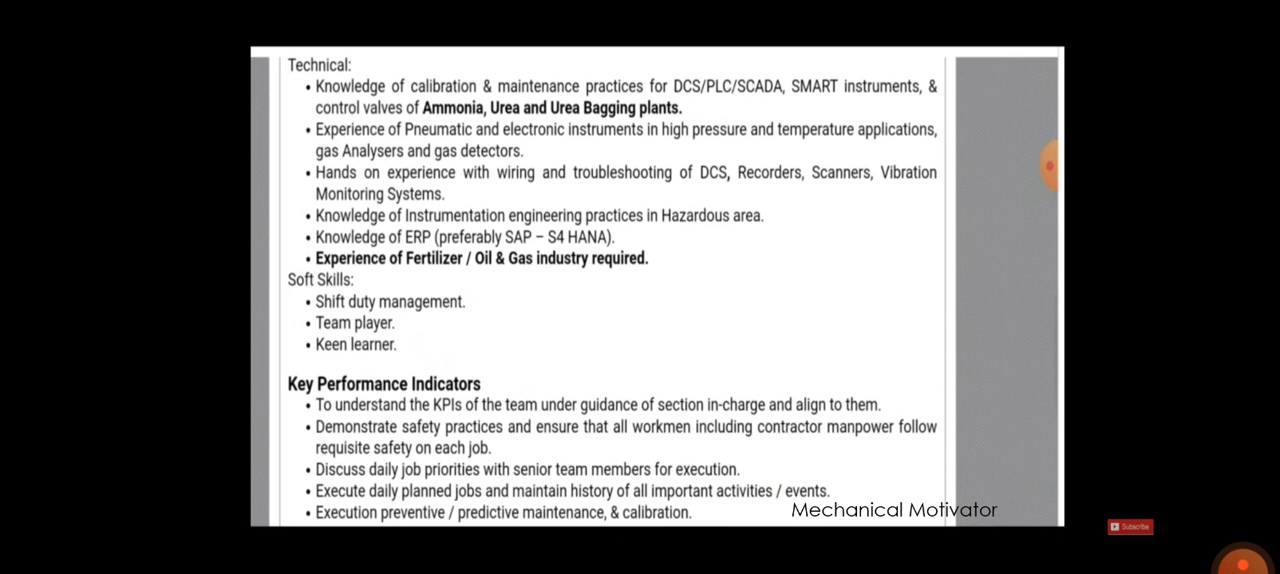 Technical:
• Knowledge of calibration & maintenance practices for DCS/PLC/SCADA, SMART instruments, &
control valves of Ammonia, Urea and Urea Bagging plants.
• Experience of Pneumatic and electronic instruments in high pressure and temperature applications,
gas Analysers and gas detectors.
• Hands on experience with wiring and troubleshooting of DCS, Recorders, Scanners, Vibration
Monitoring Systems.
• Knowledge of Instrumentation engineering practices in Hazardous area.
• Knowledge of ERP (preferably SAP – S4 HANA).
• Experience of Fertilizer / Oil & Gas industry required.
Soft Skills:
• Shift duty management.
• Team player.
• Keen learner.
Key Performance Indicators
• To understand the KPIs of the team under guidance of section in-charge and align to them.
• Demonstrate safety practices and ensure that all workmen including contractor manpower follow
requisite safety on each job.
• Discuss daily job priorities with senior team members for execution.
• Execute daily planned jobs and maintain history of all important activities / events.
• Execution preventive / predictive maintenance, & calibration.
Mechanical Motivator
Subscribe